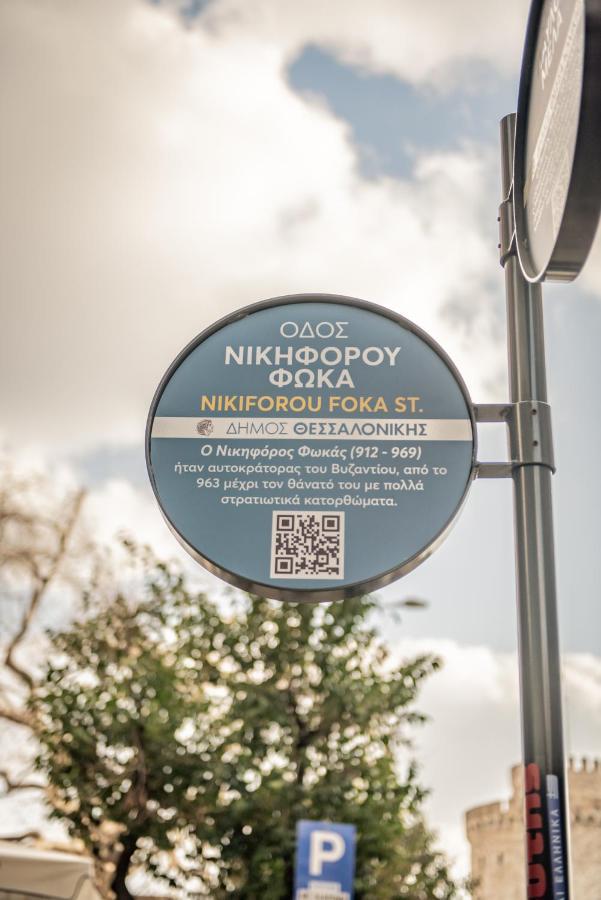 ΟΔΟΣ
ΝΙΚΗΦΟΡΟΥ
ΦΩΚΑ
NIKIFOROU FOKA ST.
ΔΗΜΟΣ ΘΕΣΣΑΛΟΝΙΚΗΣ
Ο Νικηφόρος Φωκάς (912 - 969)
ήταν αυτοκράτορας του Βυζαντίου, από το
963 μέχρι τον θάνατό του με πολλά
στρατιωτικά κατορθώματα.
P